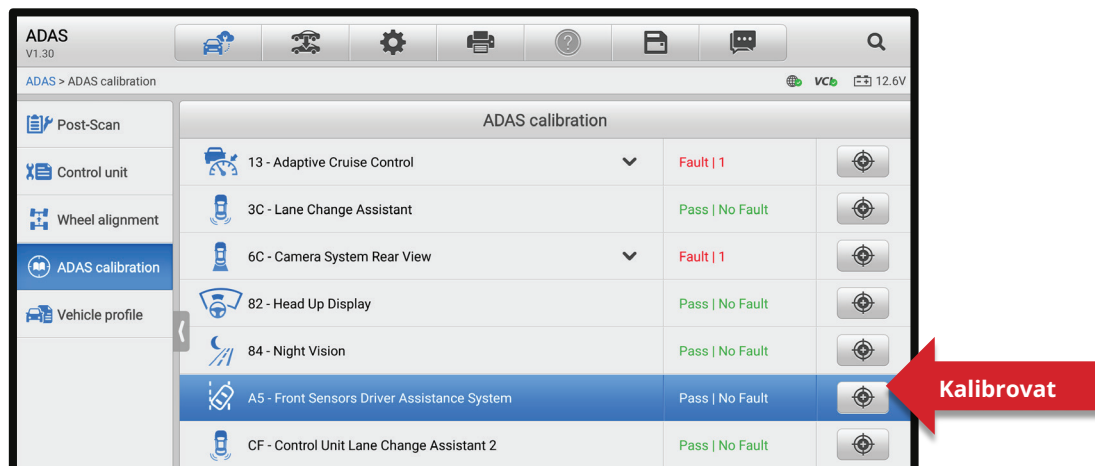 ADAS
V1.30
ADAS > ADAS calibration
VCI 12.6V
Post-Scan
Control unit
Wheel alignment
ADAS calibration
Vehicle profile
ADAS calibration
13 - Adaptive Cruise Control Fault | 1
3C - Lane Change Assistant Pass | No Fault
6C - Camera System Rear View Fault | 1
82 - Head Up Display Pass | No Fault
84 - Night Vision Pass | No Fault
A5 - Front Sensors Driver Assistance System Pass | No Fault
CF - Control Unit Lane Change Assistant 2 Pass | No Fault
Kalibrovat